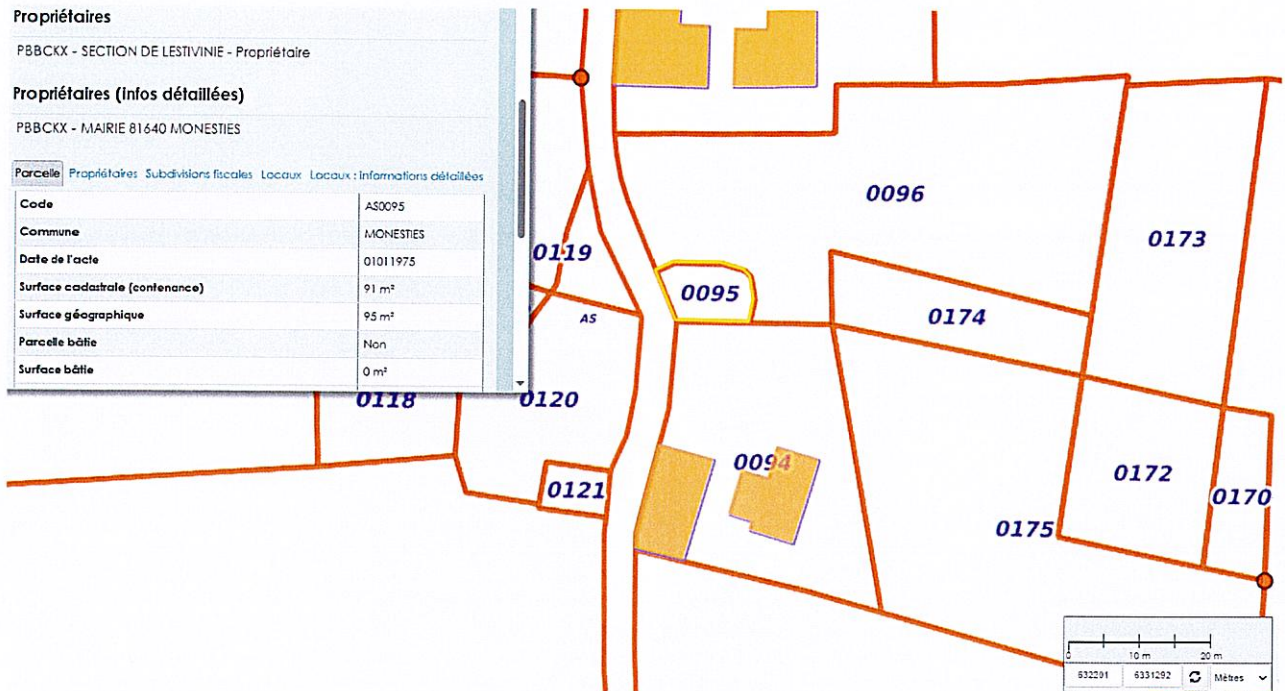 Propriétaires
PBBCKX - SECTION DE LESTIVINIE - Propriétaire
Propriétaires (infos détaillées)
PBBCKX - MAIRIE 81640 MONESTIES
Parcelle Propriétaires Subdivisions fiscales Locaux Locaux : informations détaillées
Code AS0095
Commune MONESTIES
Date de l'acte 01011975
Surface cadastrale (contenance) 91 m²
Surface géographique 95 m²
Parcelle bâtie Non
Surface bâtie 0 m²
0096
0173
0119
0095
0174
AS
0118
0120
0094
0172
0121
0170
0175
0 10 m 20 m
632201 6331292 Mètres